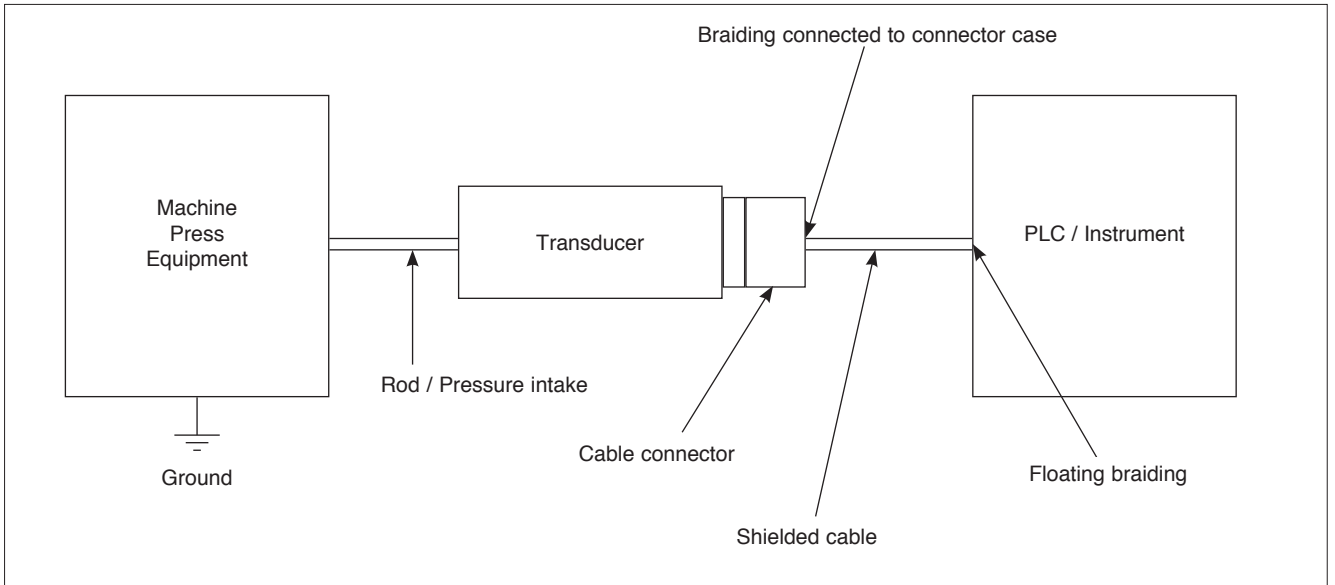 Braiding connected to connector case
Machine
Press
Equipment
Transducer
PLC / Instrument
Rod / Pressure intake
Cable connector
Ground
Floating braiding
Shielded cable